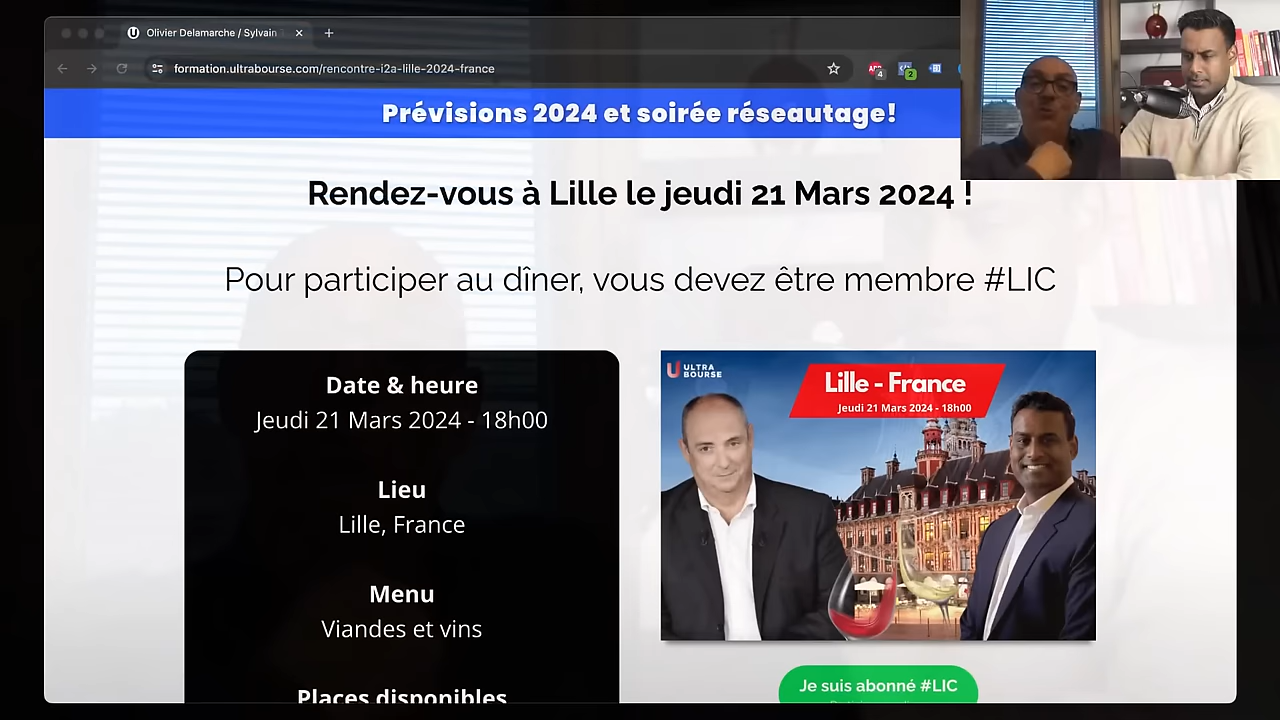 Olivier Delamarche / Sylvain
formation.ultrabourse.com/rencontre-i2a-lille-2024-france
4
2
Prévisions 2024 et soirée réseautage!
Rendez-vous à Lille le jeudi 21 Mars 2024 !
Pour participer au dîner, vous devez être membre #LIC
Date & heure
Jeudi 21 Mars 2024 - 18h00
Lieu
Lille, France
Menu
Viandes et vins
Places disponibles
ULTRA
BOURSE
Lille - France
Jeudi 21 Mars 2024 - 18h00
Je suis abonné #LIC